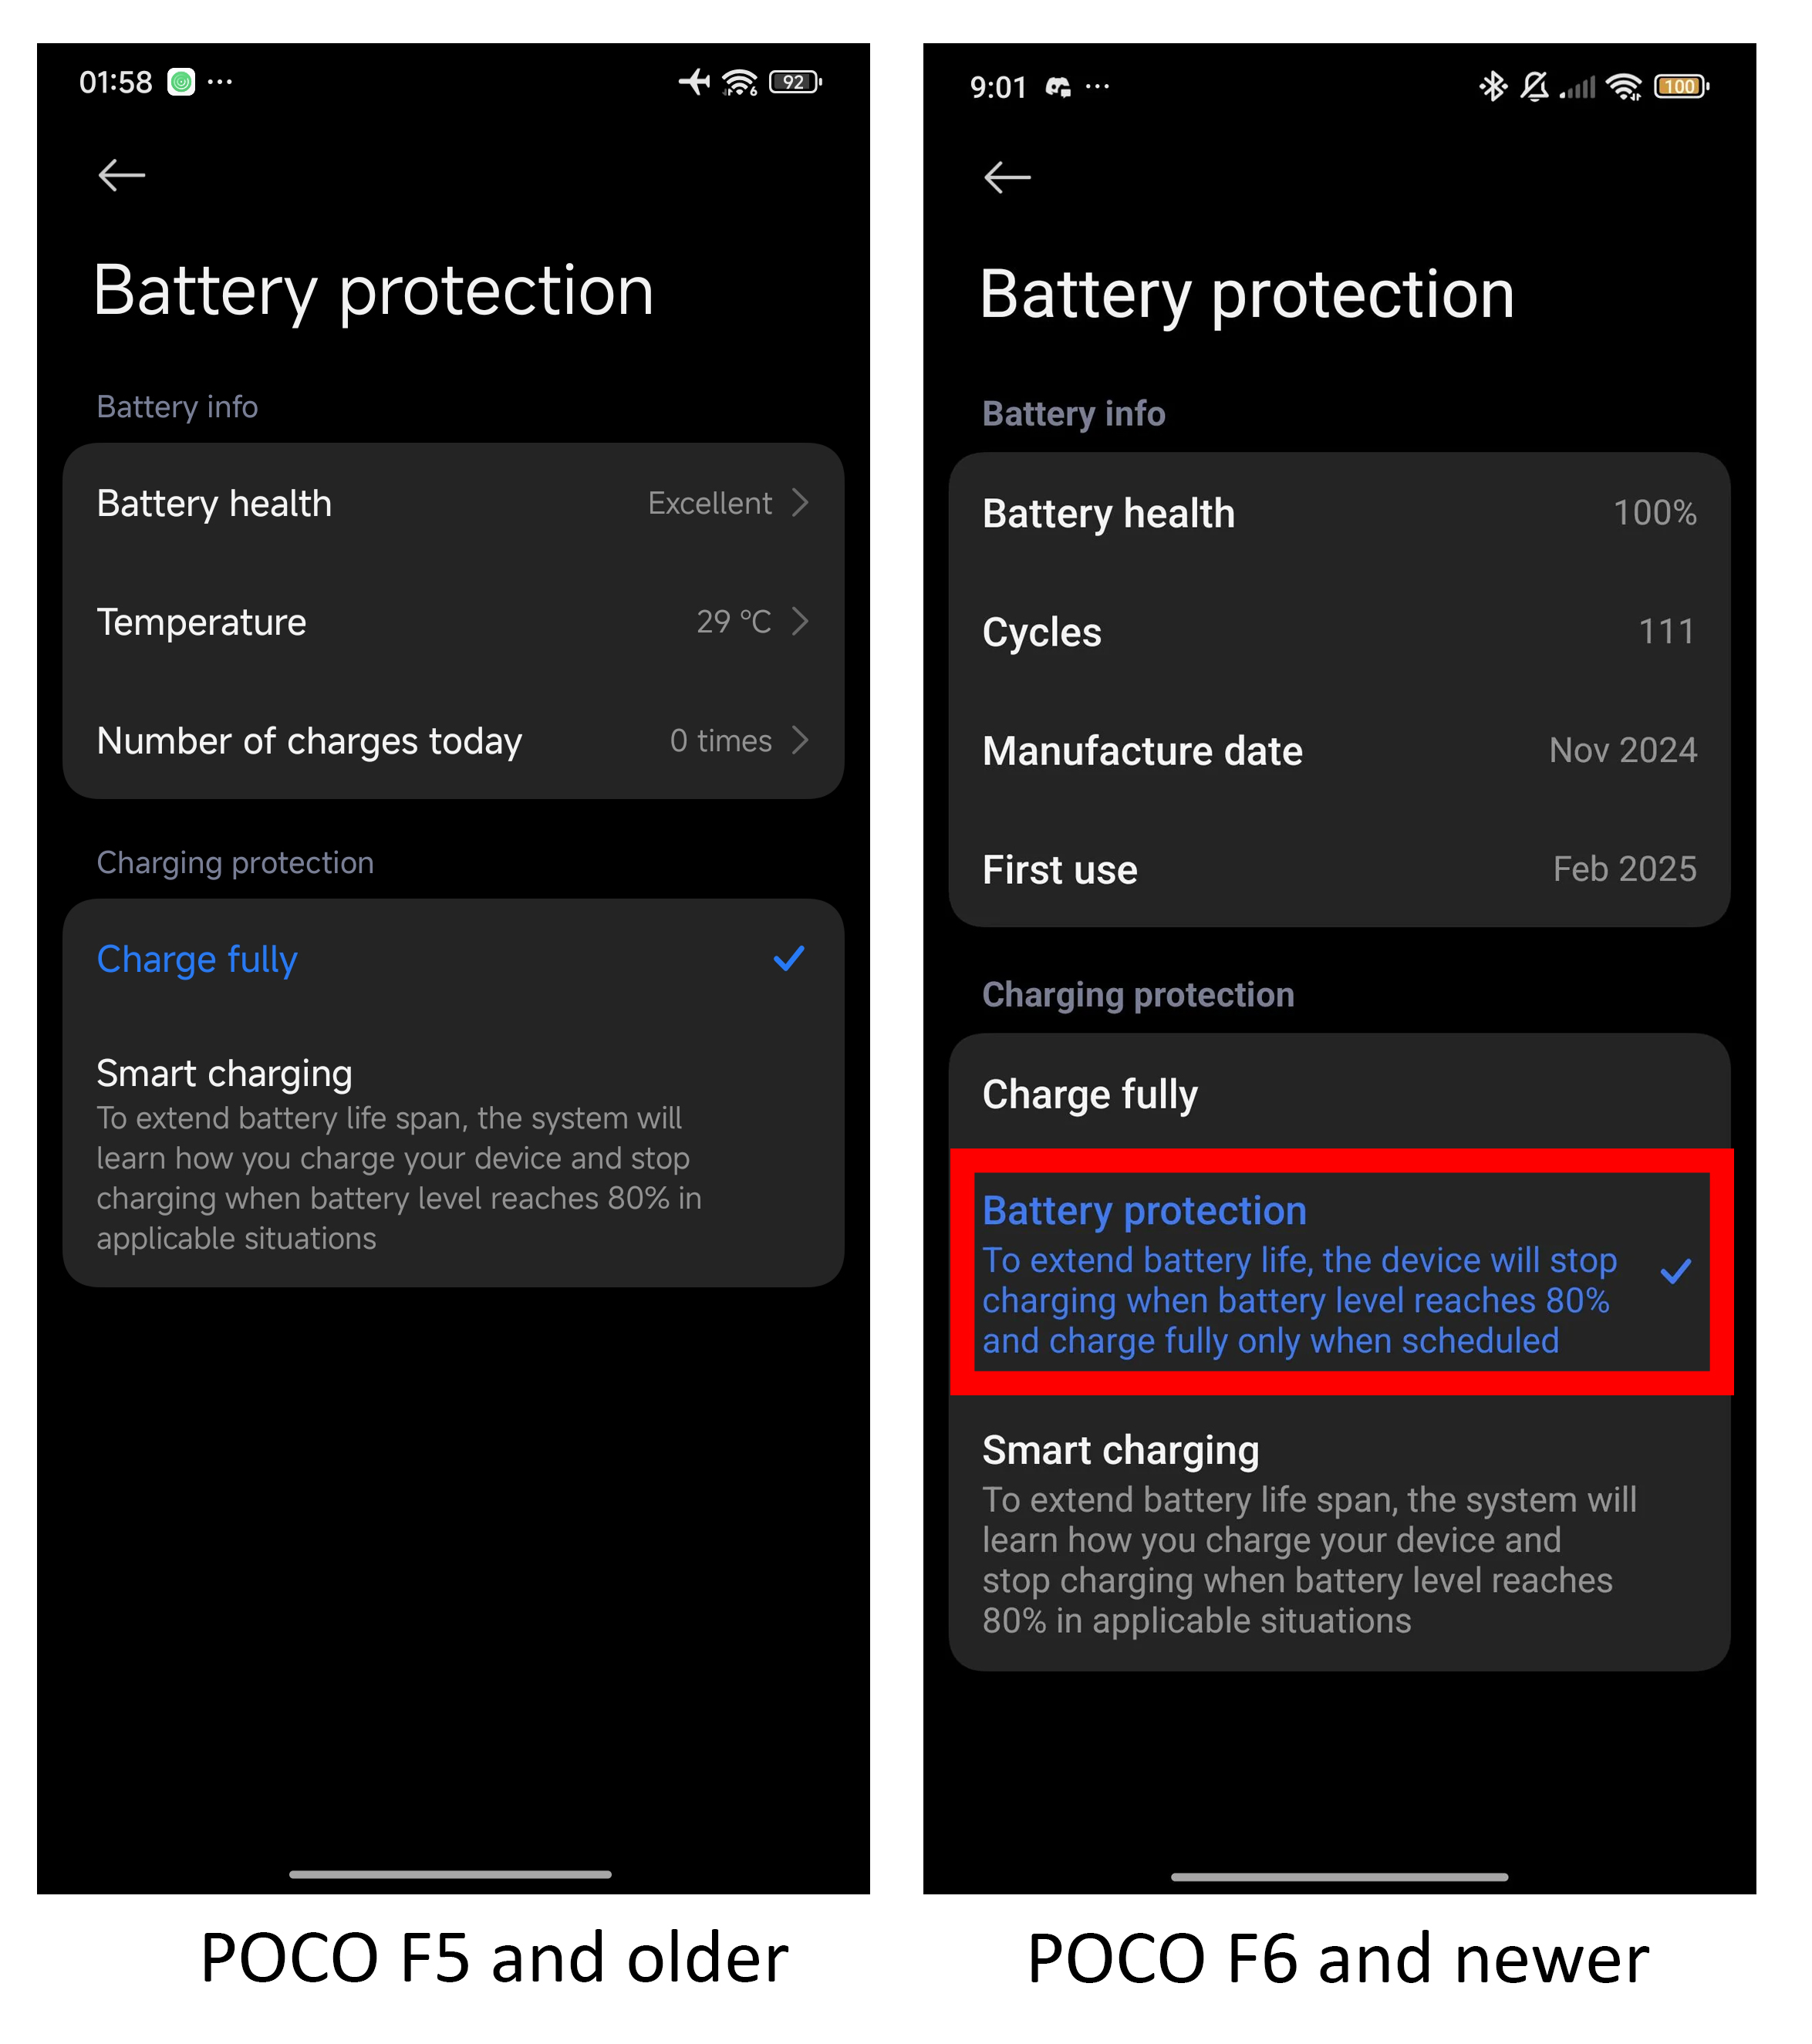 01:58 ...
6 92
Battery protection
Battery info
Battery health Excellent
Temperature 29 °C
Number of charges today 0 times
Charging protection
Charge fully
Smart charging
To extend battery life span, the system will
learn how you charge your device and stop
charging when battery level reaches 80% in
applicable situations
POCO F5 and older
9:01 ...
100
Battery protection
Battery info
Battery health 100%
Cycles 111
Manufacture date Nov 2024
First use Feb 2025
Charging protection
Charge fully
Battery protection
To extend battery life, the device will stop
charging when battery level reaches 80%
and charge fully only when scheduled
Smart charging
To extend battery life span, the system will
learn how you charge your device and
stop charging when battery level reaches
80% in applicable situations
POCO F6 and newer